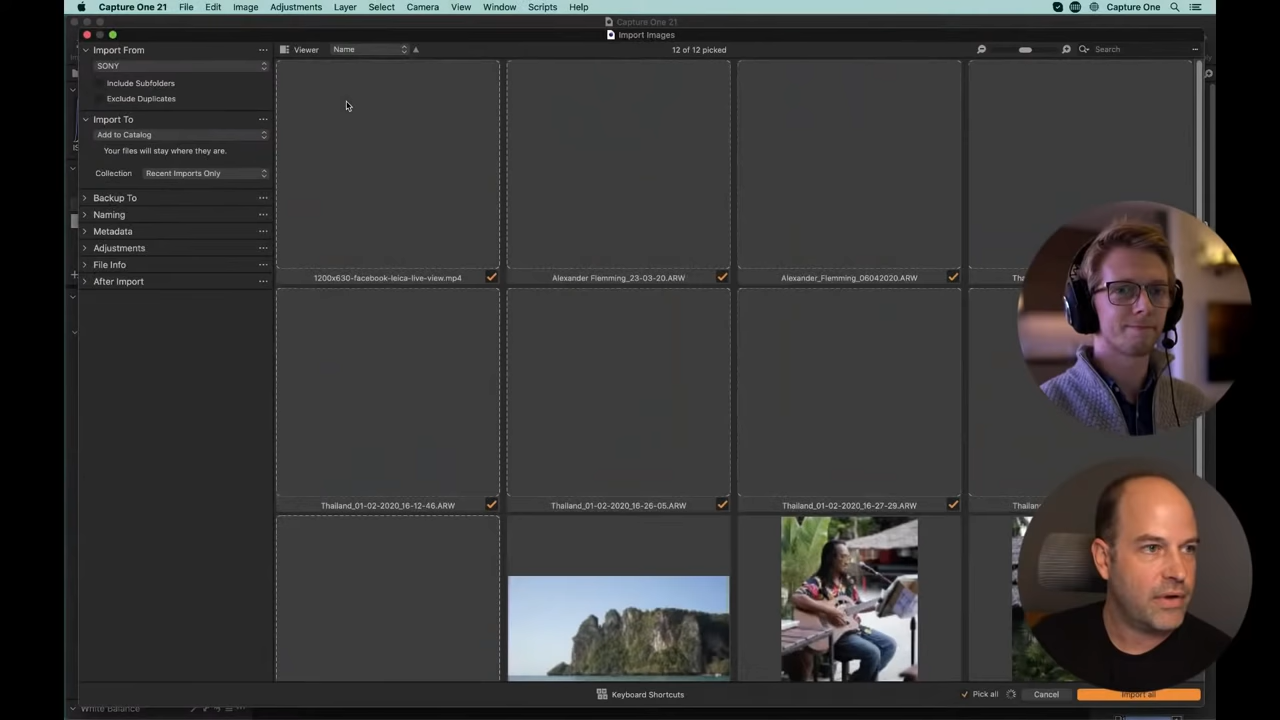 Capture One 21 File Edit Image Adjustments Layer Select Camera View Window Scripts Help Capture One
Capture One 21
Import Images
Import From
Viewer Name 12 of 12 picked Search
SONY
Include Subfolders
Exclude Duplicates
Import To
Add to Catalog
Your files will stay where they are.
Collection Recent Imports Only
Backup To
Naming
Metadata
Adjustments
File Info
After Import
1200x630-facebook-leica-live-view.mp4 Alexander Flemming_23-03-20.ARW Alexander_Flemming_06042020.ARW
Thailand_01-02-2020_16-12-46.ARW Thailand_01-02-2020_16-26-05.ARW Thailand_01-02-2020_16-27-29.ARW
Keyboard Shortcuts Pick all Cancel Import all
White Balance